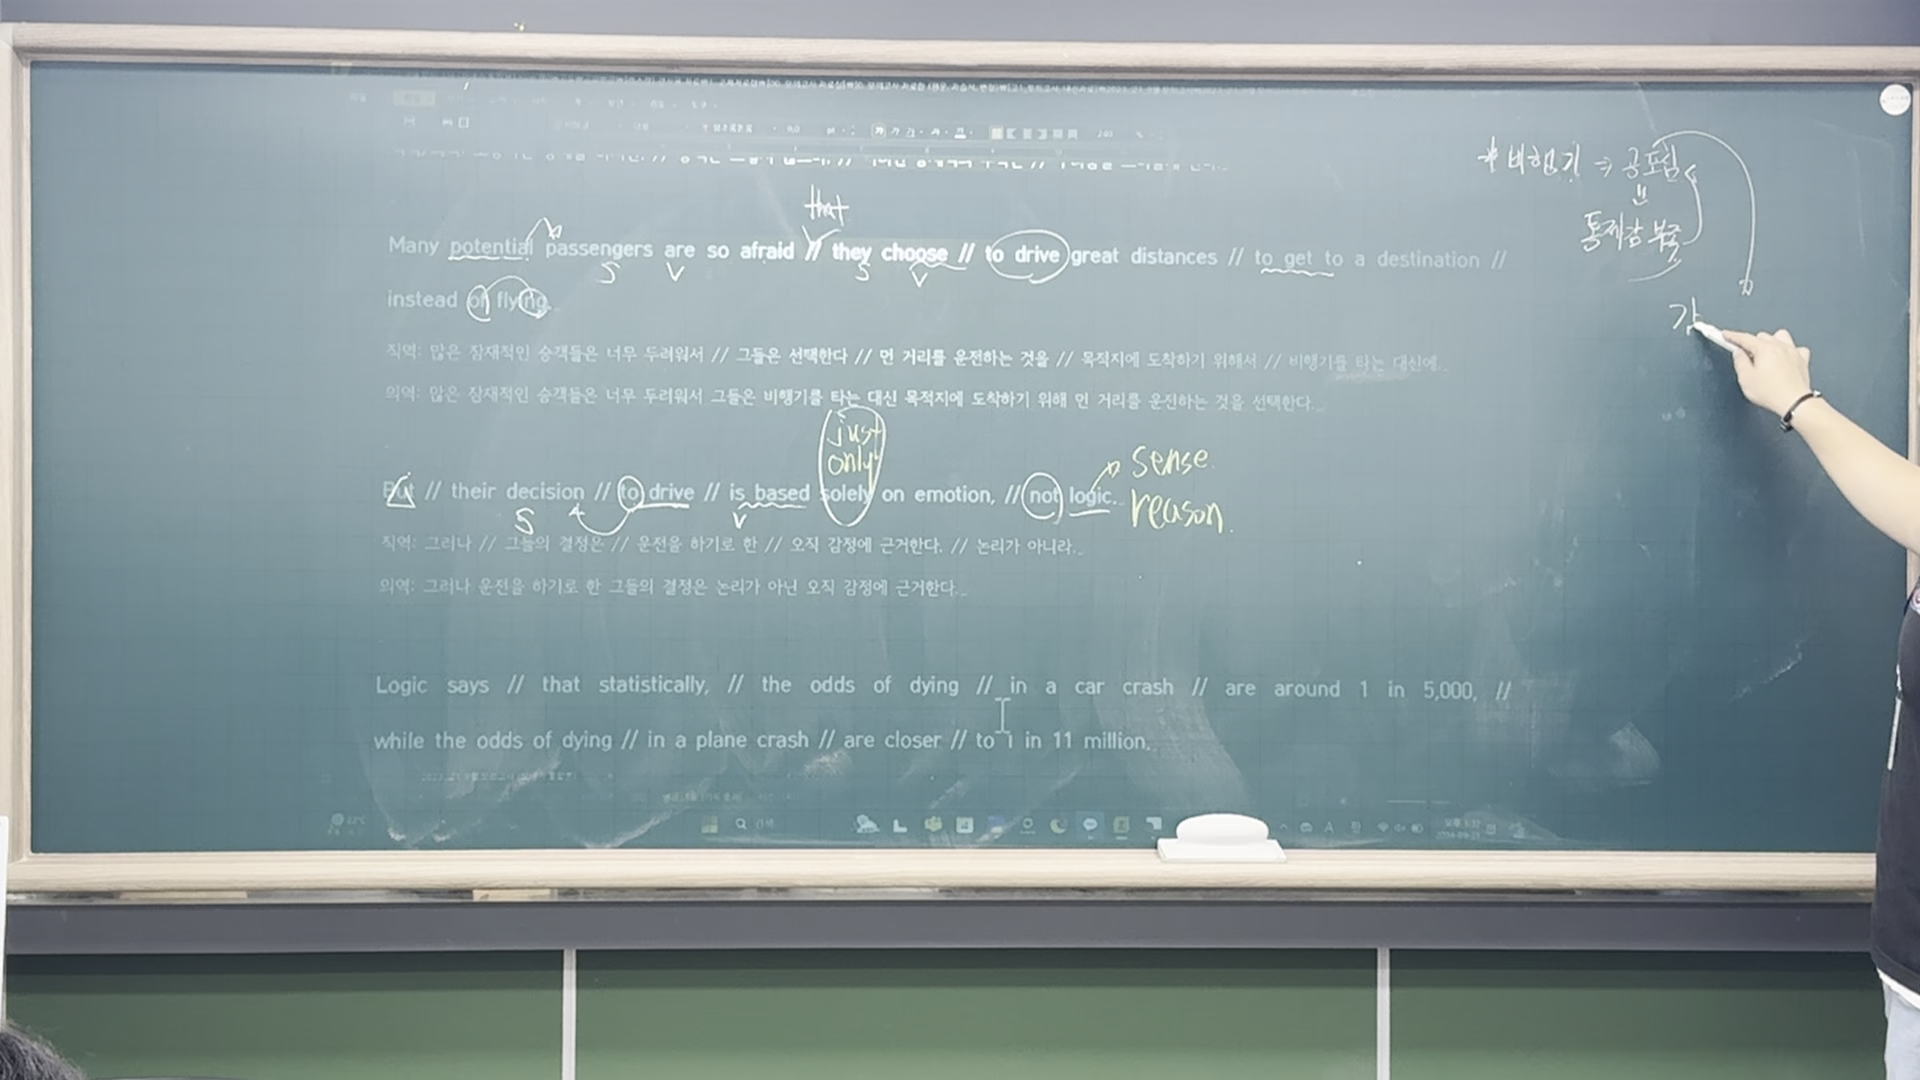 that
Many potential passengers are so afraid // they choose // to drive great distances // to get to a destination //
S V S V
instead of flying.
직역: 많은 잠재적인 승객들은 너무 두려워서 // 그들은 선택한다 // 먼 거리를 운전하는 것을 // 목적지에 도착하기 위해서 // 비행기를 타는 대신에.
의역: 많은 잠재적인 승객들은 너무 두려워서 그들은 비행기를 타는 대신 목적지에 도착하기 위해 먼 거리를 운전하는 것을 선택한다.
just
only
sense.
But // their decision // to drive // is based solely on emotion, // not logic.
reason.
S V
직역: 그러나 // 그들의 결정은 // 운전을 하기로 한 // 오직 감정에 근거한다. // 논리가 아니라.
의역: 그러나 운전을 하기로 한 그들의 결정은 논리가 아닌 오직 감정에 근거한다.
Logic says // that statistically, // the odds of dying // in a car crash // are around 1 in 5,000, //
while the odds of dying // in a plane crash // are closer // to 1 in 11 million.
* 비행기 → 공포심
=
통제감 부족
감